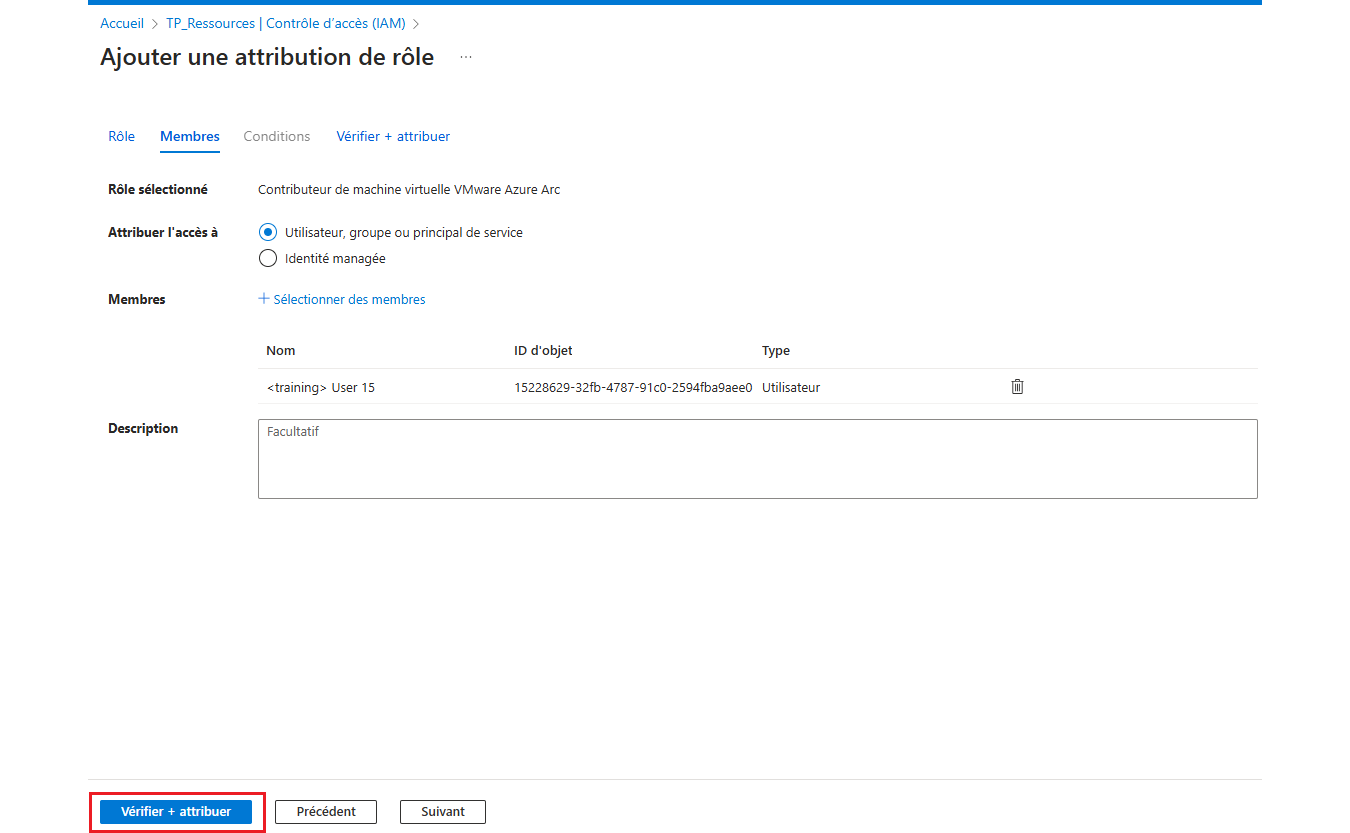 Accueil > TP_Ressources | Contrôle d’accès (IAM) >
Ajouter une attribution de rôle ...
Rôle Membres Conditions Vérifier + attribuer
Rôle sélectionné Contributeur de machine virtuelle VMware Azure Arc
Attribuer l'accès à Utilisateur, groupe ou principal de service
Identité managée
Membres + Sélectionner des membres
Nom ID d'objet Type
<training> User 15 15228629-32fb-4787-91c0-2594fba9aee0 Utilisateur
Description Facultatif
Vérifier + attribuer Précédent Suivant